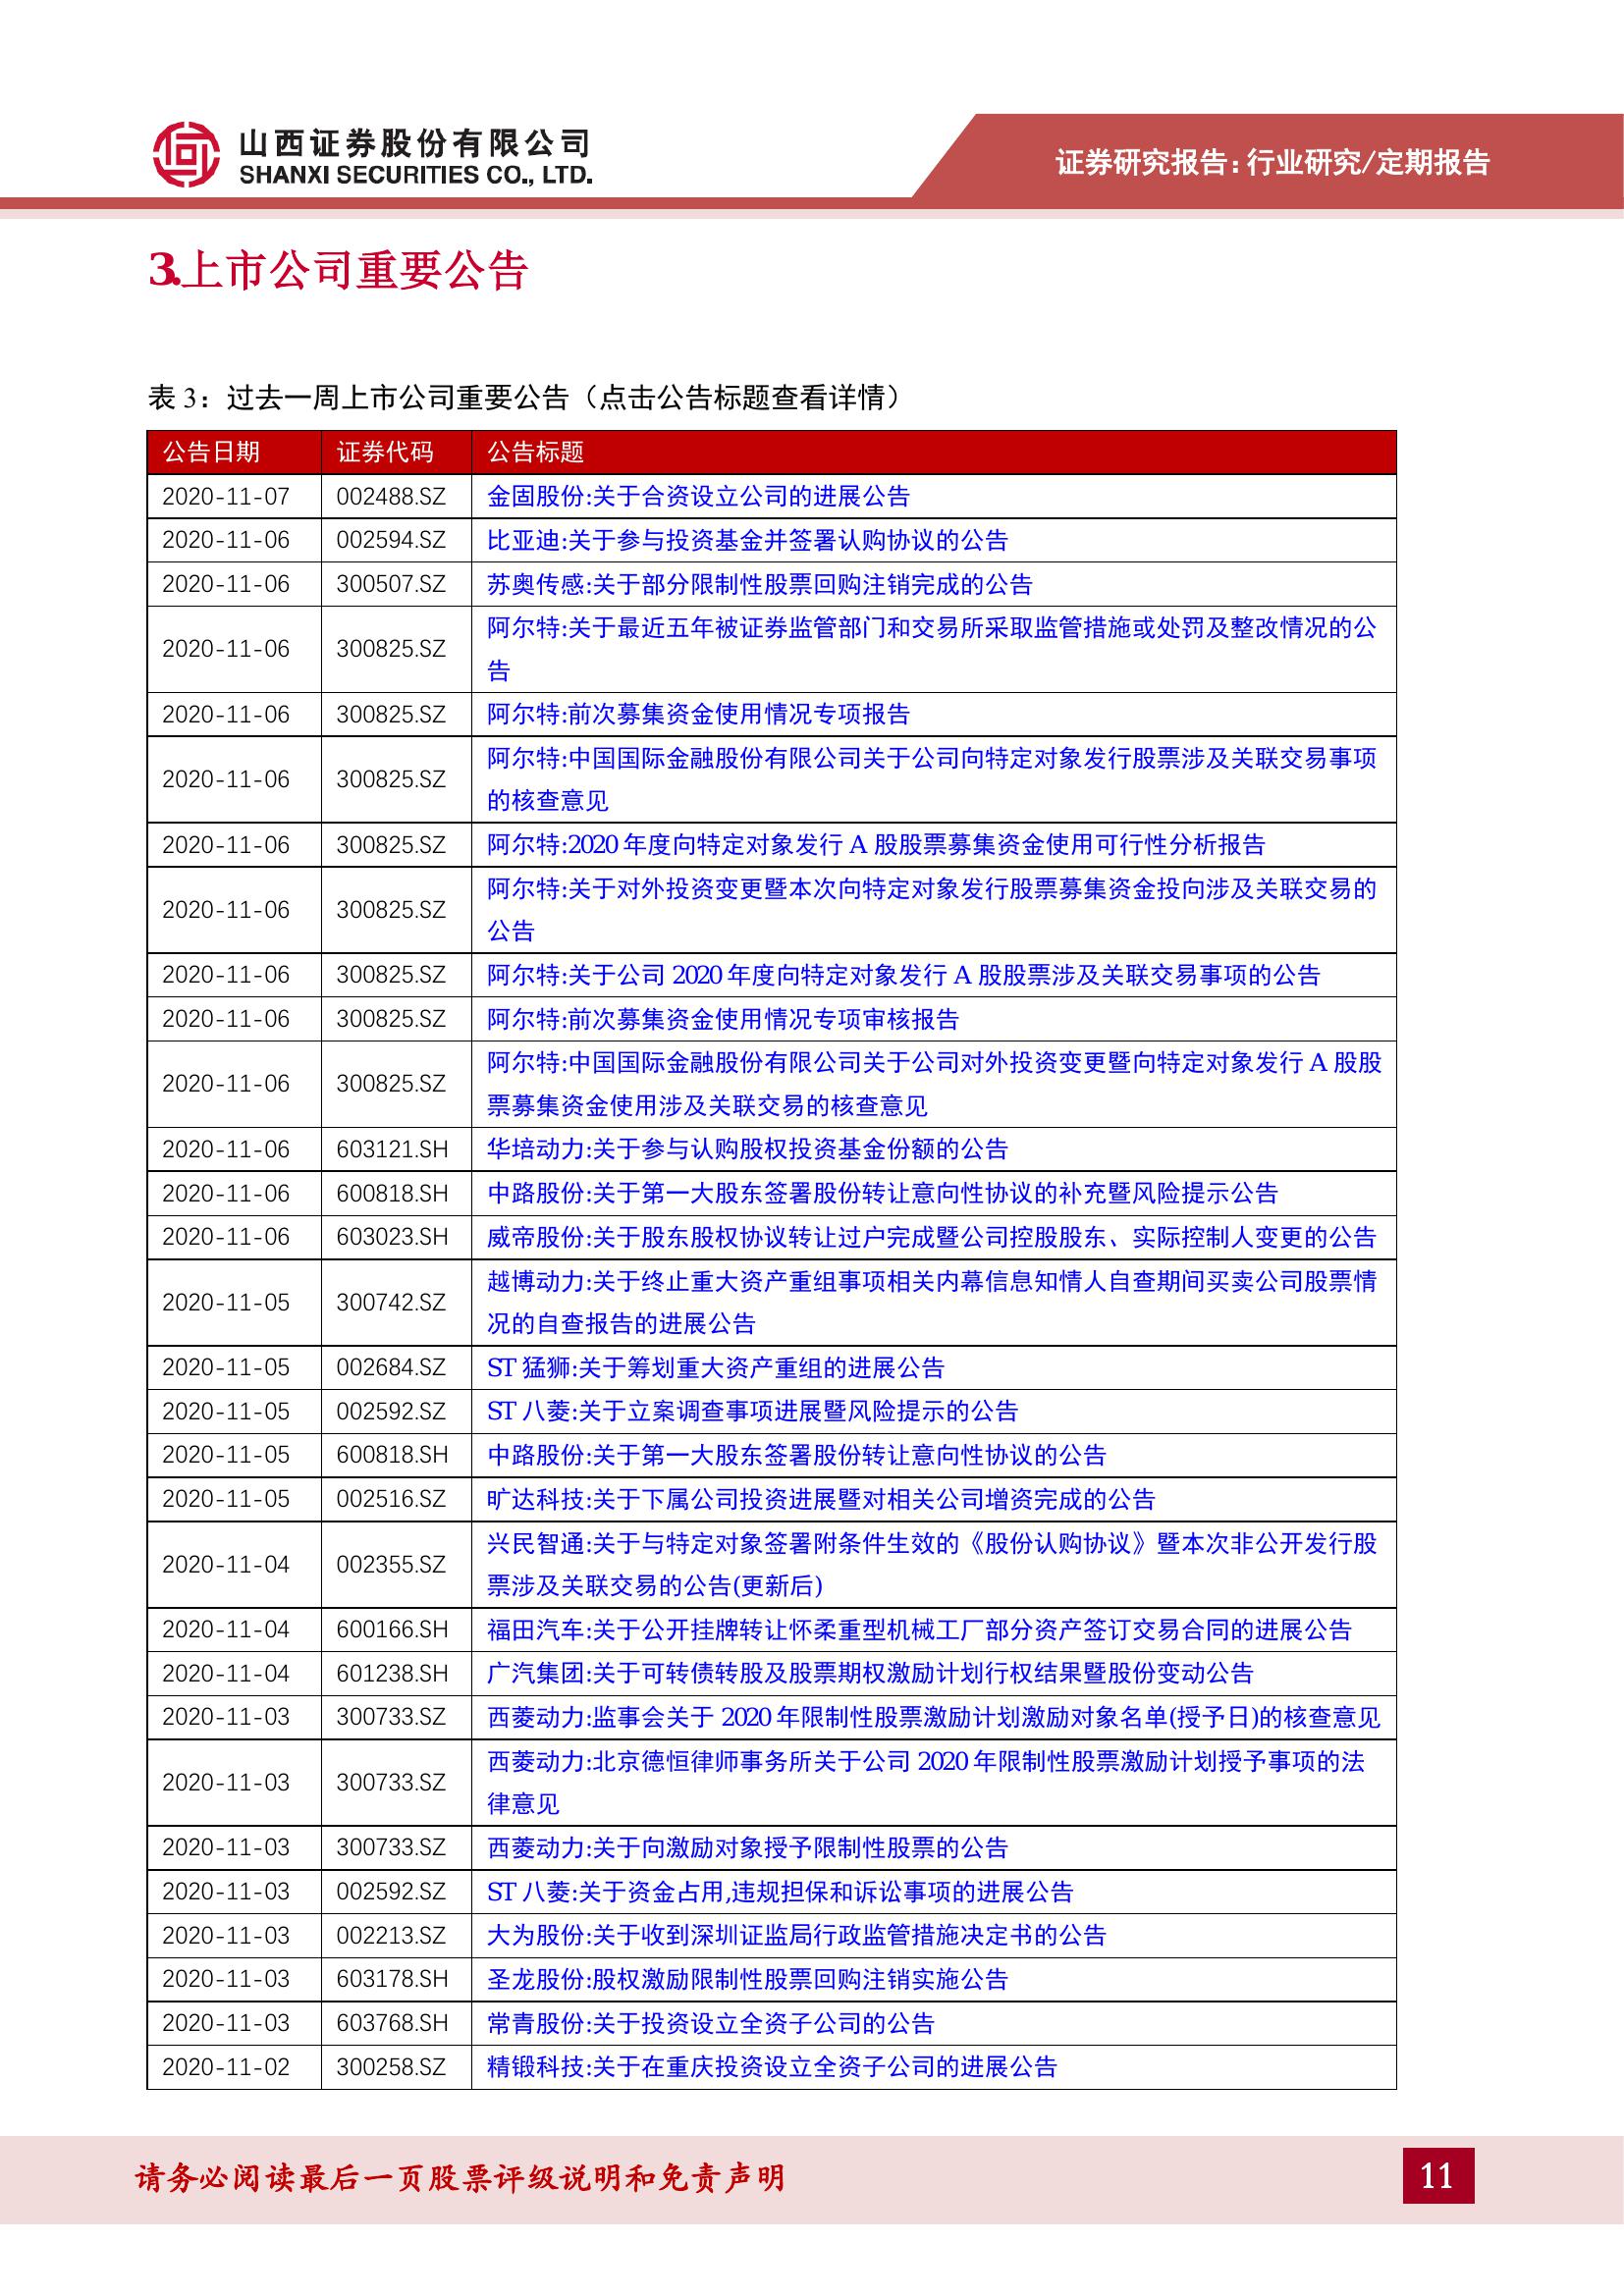 山西证券股份有限公司
SHANXI SECURITIES CO., LTD.
证券研究报告:行业研究/定期报告
3.上市公司重要公告
表 3：过去一周上市公司重要公告（点击公告标题查看详情）
公告日期 证券代码 公告标题
2020-11-07 002488.SZ 金固股份:关于合资设立公司的进展公告
2020-11-06 002594.SZ 比亚迪:关于参与投资基金并签署认购协议的公告
2020-11-06 300507.SZ 苏奥传感:关于部分限制性股票回购注销完成的公告
2020-11-06 300825.SZ 阿尔特:关于最近五年被证券监管部门和交易所采取监管措施或处罚及整改情况的公
告
2020-11-06 300825.SZ 阿尔特:前次募集资金使用情况专项报告
2020-11-06 300825.SZ 阿尔特:中国国际金融股份有限公司关于公司向特定对象发行股票涉及关联交易事项
的核查意见
2020-11-06 300825.SZ 阿尔特:2020 年度向特定对象发行 A 股股票募集资金使用可行性分析报告
2020-11-06 300825.SZ 阿尔特:关于对外投资变更暨本次向特定对象发行股票募集资金投向涉及关联交易的
公告
2020-11-06 300825.SZ 阿尔特:关于公司 2020 年度向特定对象发行 A 股股票涉及关联交易事项的公告
2020-11-06 300825.SZ 阿尔特:前次募集资金使用情况专项审核报告
2020-11-06 300825.SZ 阿尔特:中国国际金融股份有限公司关于公司对外投资变更暨向特定对象发行 A 股股
票募集资金使用涉及关联交易的核查意见
2020-11-06 603121.SH 华培动力:关于参与认购股权投资基金份额的公告
2020-11-06 600818.SH 中路股份:关于第一大股东签署股份转让意向性协议的补充暨风险提示公告
2020-11-06 603023.SH 威帝股份:关于股东股权协议转让过户完成暨公司控股股东、实际控制人变更的公告
2020-11-05 300742.SZ 越博动力:关于终止重大资产重组事项相关内幕信息知情人自查期间买卖公司股票情
况的自查报告的进展公告
2020-11-05 002684.SZ ST 猛狮:关于筹划重大资产重组的进展公告
2020-11-05 002592.SZ ST 八菱:关于立案调查事项进展暨风险提示的公告
2020-11-05 600818.SH 中路股份:关于第一大股东签署股份转让意向性协议的公告
2020-11-05 002516.SZ 旷达科技:关于下属公司投资进展暨对相关公司增资完成的公告
2020-11-04 002355.SZ 兴民智通:关于与特定对象签署附条件生效的《股份认购协议》暨本次非公开发行股
票涉及关联交易的公告(更新后)
2020-11-04 600166.SH 福田汽车:关于公开挂牌转让怀柔重型机械工厂部分资产签订交易合同的进展公告
2020-11-04 601238.SH 广汽集团:关于可转债转股及股票期权激励计划行权结果暨股份变动公告
2020-11-03 300733.SZ 西菱动力:监事会关于 2020 年限制性股票激励计划激励对象名单(授予日)的核查意见
2020-11-03 300733.SZ 西菱动力:北京德恒律师事务所关于公司 2020 年限制性股票激励计划授予事项的法
律意见
2020-11-03 300733.SZ 西菱动力:关于向激励对象授予限制性股票的公告
2020-11-03 002592.SZ ST 八菱:关于资金占用,违规担保和诉讼事项的进展公告
2020-11-03 002213.SZ 大为股份:关于收到深圳证监局行政监管措施决定书的公告
2020-11-03 603178.SH 圣龙股份:股权激励限制性股票回购注销实施公告
2020-11-03 603768.SH 常青股份:关于投资设立全资子公司的公告
2020-11-02 300258.SZ 精锻科技:关于在重庆投资设立全资子公司的进展公告
请务必阅读最后一页股票评级说明和免责声明
11